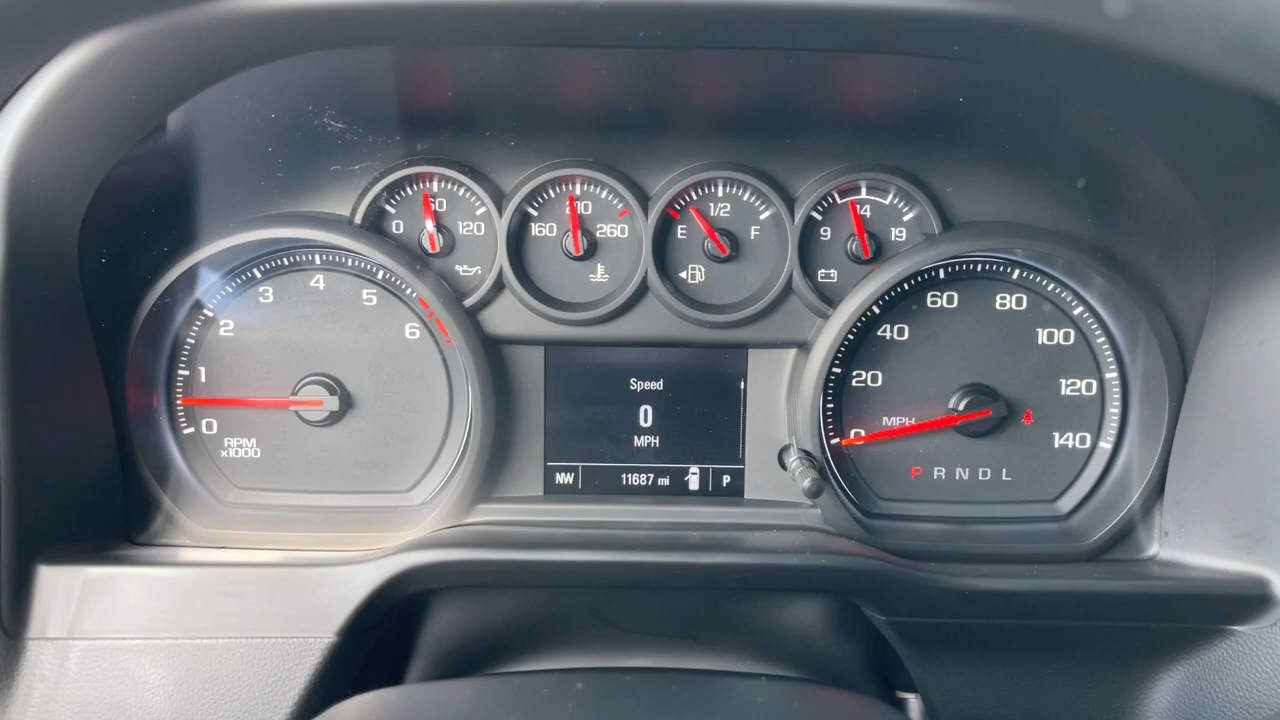 0 60 120
160 210 260
E 1/2 F
9 14 19
0 1 2 3 4 5 6
RPM
x1000
Speed
0
MPH
NW 11687 mi P
0 20 40 60 80 100 120 140
MPH
P R N D L